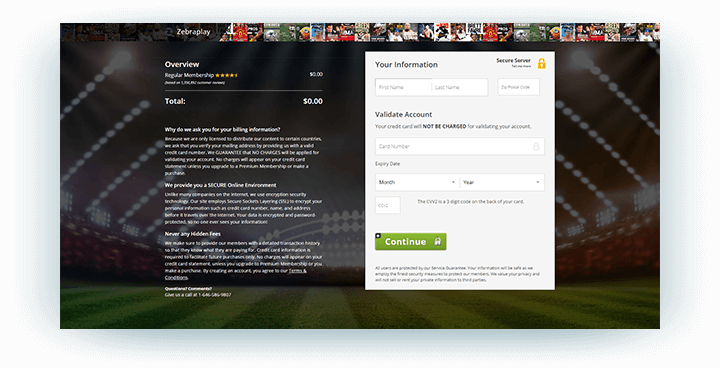 Zebraplay
Overview
Regular Membership
$0.00
(based on 1,358,882 customer reviews)
Total:
$0.00
Why do we ask you for your billing information?
Because we are only licensed to distribute our content to certain countries,
we ask that you verify your mailing address by providing us with a valid
credit card number. We GUARANTEE that NO CHARGES will be applied for
validating your account. No charges will appear on your credit card
statement unless you upgrade to a Premium Membership or make a
purchase.
We provide you a SECURE Online Environment
Unlike many companies on the Internet, we use encryption security
technology. Our site employs Secure Sockets Layering (SSL) to encrypt your
personal information such as credit card number, name, and address
before it travels over the Internet. Your data is encrypted and password-
protected, so no one ever sees your information!
Never any Hidden Fees
We make sure to provide our members with a detailed transaction history
so that they know what they are paying for. Credit card information is
required to facilitate future purchases only. No charges will appear on
your credit card statement, unless you upgrade to Premium Membership or you
make a purchase. By creating an account, you agree to our Terms &
Conditions.
Questions? Comments?
Give us a call at 1-646-586-9807
Your Information
Secure Server
Tell me more
First Name
Last Name
Zip/Postal Code
Validate Account
Your credit card will NOT BE CHARGED for validating your account.
Card Number
Expiry Date
Month
Year
CVV2
The CVV2 is a 3 digit code on the back of your card.
Continue
All users are protected by our Service Guarantee. Your information will be safe as we
employ the finest security measures to protect our members. We value your privacy and
will not sell or rent your private information to third parties.